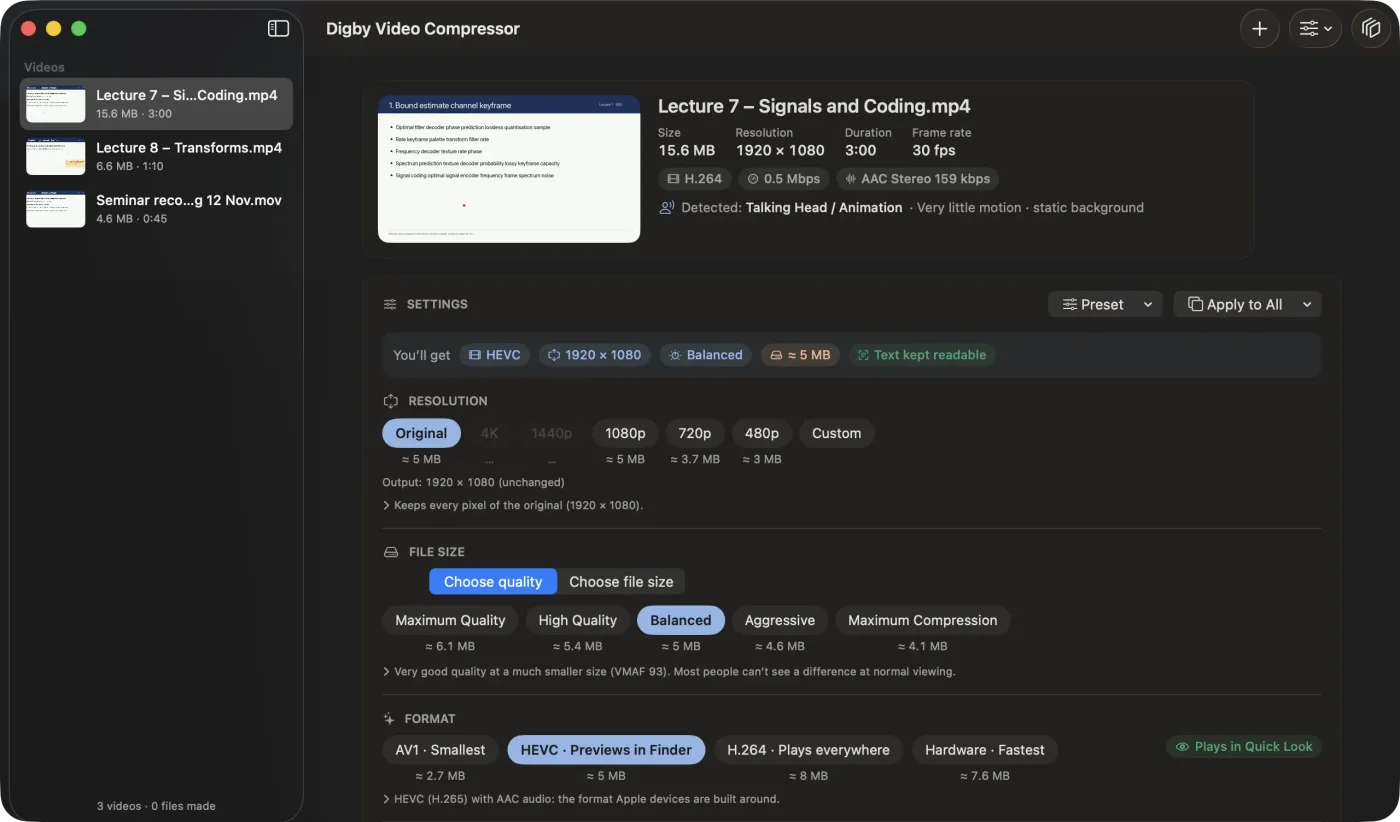 Digby Video Compressor
Videos
Lecture 7 – Si...Coding.mp4
15.6 MB · 3:00
Lecture 8 – Transforms.mp4
6.6 MB · 1:10
Seminar reco...g 12 Nov.mov
4.6 MB · 0:45
3 videos · 0 files made
1. Bound estimate channel keyframe
• Optimal filter decoder phase prediction lossless quantisation sample
• Rate keyframe palette transform filter rate
• Frequency decoder texture rate phase
• Spectrum prediction texture decoder probability lossy keyframe capacity
• Signal coding optimal signal encoder frequency frame spectrum noise
Lecture 7 – Signals and Coding.mp4
Size Resolution Duration Frame rate
15.6 MB 1920 × 1080 3:00 30 fps
H.264 0.5 Mbps AAC Stereo 159 kbps
Detected: Talking Head / Animation · Very little motion · static background
SETTINGS Preset Apply to All
You’ll get HEVC 1920 × 1080 Balanced ≈ 5 MB Text kept readable
RESOLUTION
Original 4K 1440p 1080p 720p 480p Custom
≈ 5 MB ... ... ≈ 5 MB ≈ 3.7 MB ≈ 3 MB
Output: 1920 × 1080 (unchanged)
Keeps every pixel of the original (1920 × 1080).
FILE SIZE
Choose quality Choose file size
Maximum Quality High Quality Balanced Aggressive Maximum Compression
≈ 6.1 MB ≈ 5.4 MB ≈ 5 MB ≈ 4.6 MB ≈ 4.1 MB
Very good quality at a much smaller size (VMAF 93). Most people can’t see a difference at normal viewing.
FORMAT
AV1 · Smallest HEVC · Previews in Finder H.264 · Plays everywhere Hardware · Fastest Plays in Quick Look
≈ 2.7 MB ≈ 5 MB ≈ 8 MB ≈ 7.6 MB
HEVC (H.265) with AAC audio: the format Apple devices are built around.